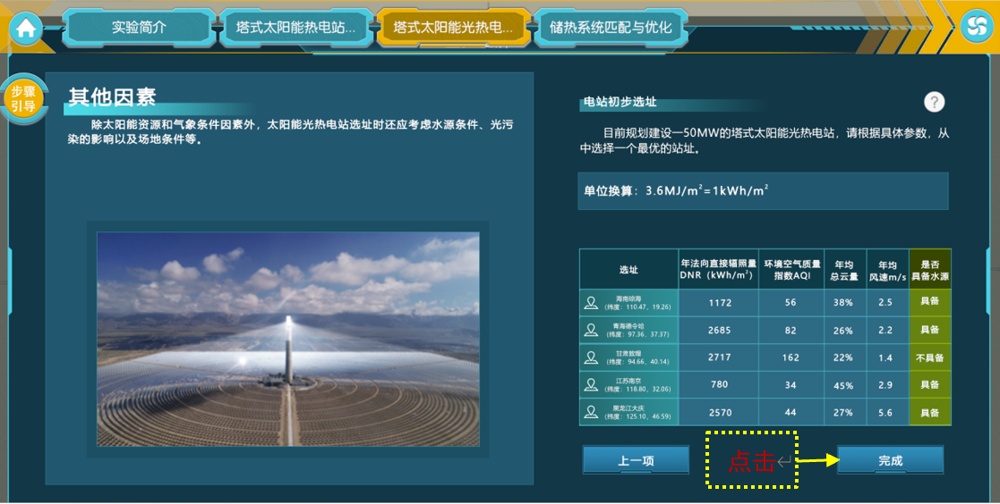 实验简介
塔式太阳能热电站...
塔式太阳能光热电...
储热系统匹配与优化
步骤
引导
其他因素
除太阳能资源和气象条件因素外，太阳能光热电站选址时还应考虑水源条件、光污
染的影响以及场地条件等。
电站初步选址
?
目前规划建设一50MW的塔式太阳能光热电站，请根据具体参数，从
中选择一个最优的站址。
单位换算：3.6MJ/m²=1kWh/m²
选址 年法向直接辐照量 DNR（kWh/m²） 环境空气质量 指数AQI 年均 总云量 年均 风速m/s 是否 具备水源
海南琼海 （纬度：110.47，19.26） 1172 56 38% 2.5 具备
青海德令哈 （纬度：97.36，37.37） 2685 82 26% 2.2 具备
甘肃敦煌 （纬度：94.66，40.14） 2717 162 22% 1.4 不具备
江苏南京 （纬度：118.80，32.06） 780 34 45% 2.9 具备
黑龙江大庆 （纬度：125.10，46.59） 2570 44 27% 5.6 具备
上一项
点击
完成